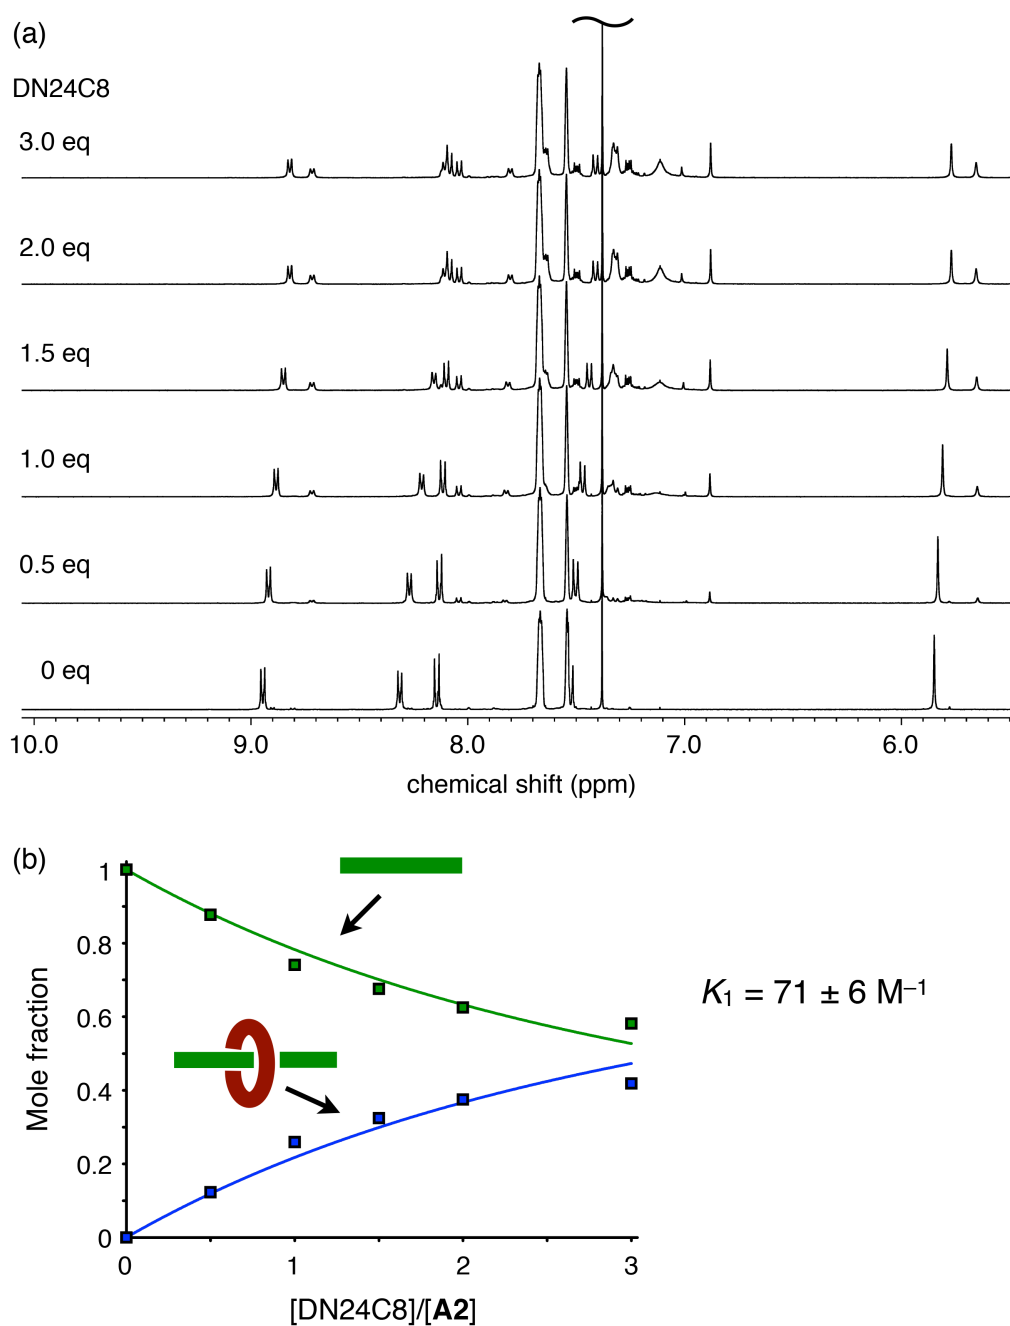 (a)
DN24C8
3.0 eq
2.0 eq
1.5 eq
1.0 eq
0.5 eq
0 eq
10.0 9.0 8.0 7.0 6.0
chemical shift (ppm)
(b)
1
0.8
0.6
0.4
0.2
0
Mole fraction
K1 = 71 ± 6 M–1
0 1 2 3
[DN24C8]/[A2]